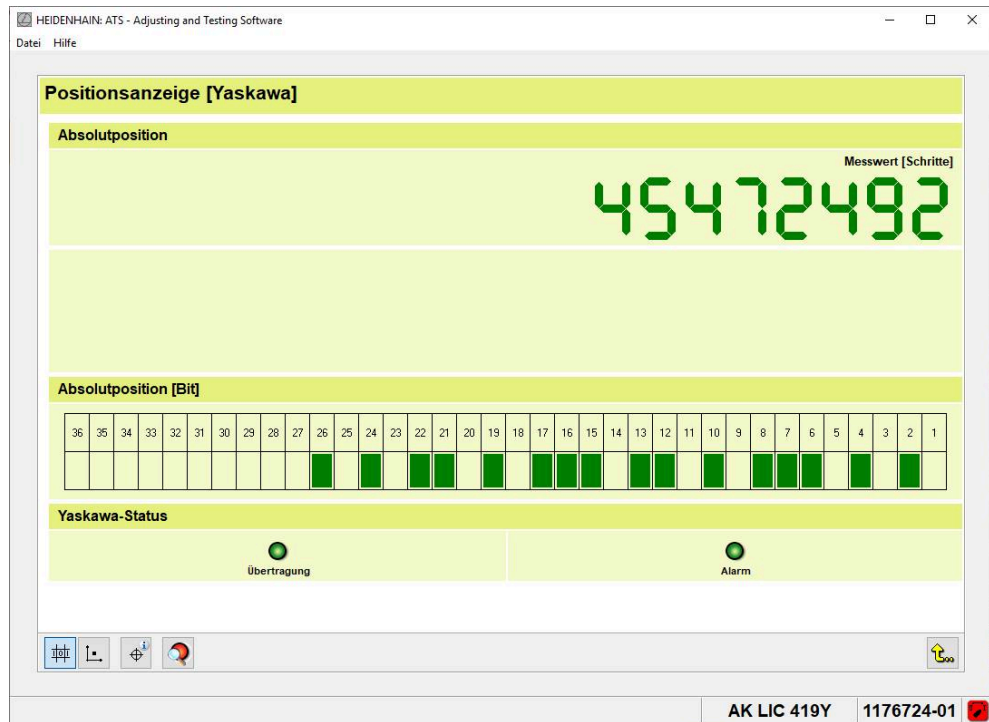 HEIDENHAIN: ATS - Adjusting and Testing Software
Datei Hilfe
Positionsanzeige [Yaskawa]
Absolutposition
Messwert [Schritte]
45472492
Absolutposition [Bit]
36 35 34 33 32 31 30 29 28 27 26 25 24 23 22 21 20 19 18 17 16 15 14 13 12 11 10 9 8 7 6 5 4 3 2 1
Yaskawa-Status
Übertragung Alarm
AK LIC 419Y 1176724-01